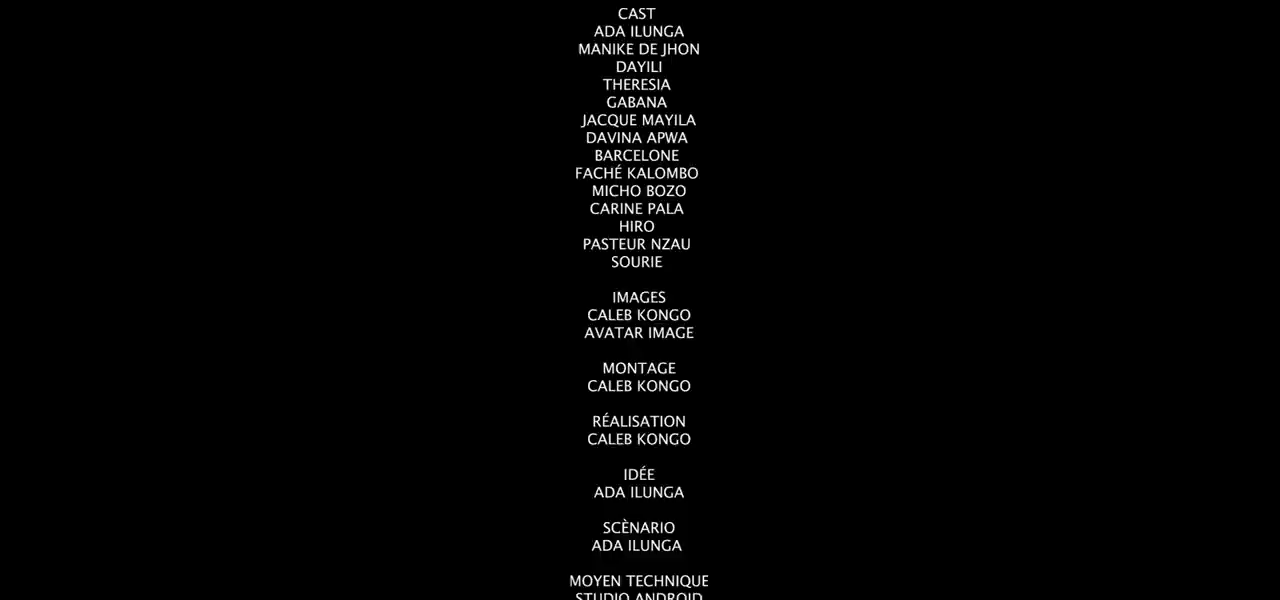 CAST
ADA ILUNGA
MANIKE DE JHON
DAYILI
THERESIA
GABANA
JACQUE MAYILA
DAVINA APWA
BARCELONE
FACHÉ KALOMBO
MICHO BOZO
CARINE PALA
HIRO
PASTEUR NZAU
SOURIE
IMAGES
CALEB KONGO
AVATAR IMAGE
MONTAGE
CALEB KONGO
RÉALISATION
CALEB KONGO
IDÉE
ADA ILUNGA
SCÈNARIO
ADA ILUNGA
MOYEN TECHNIQUE
STUDIO ANDROID